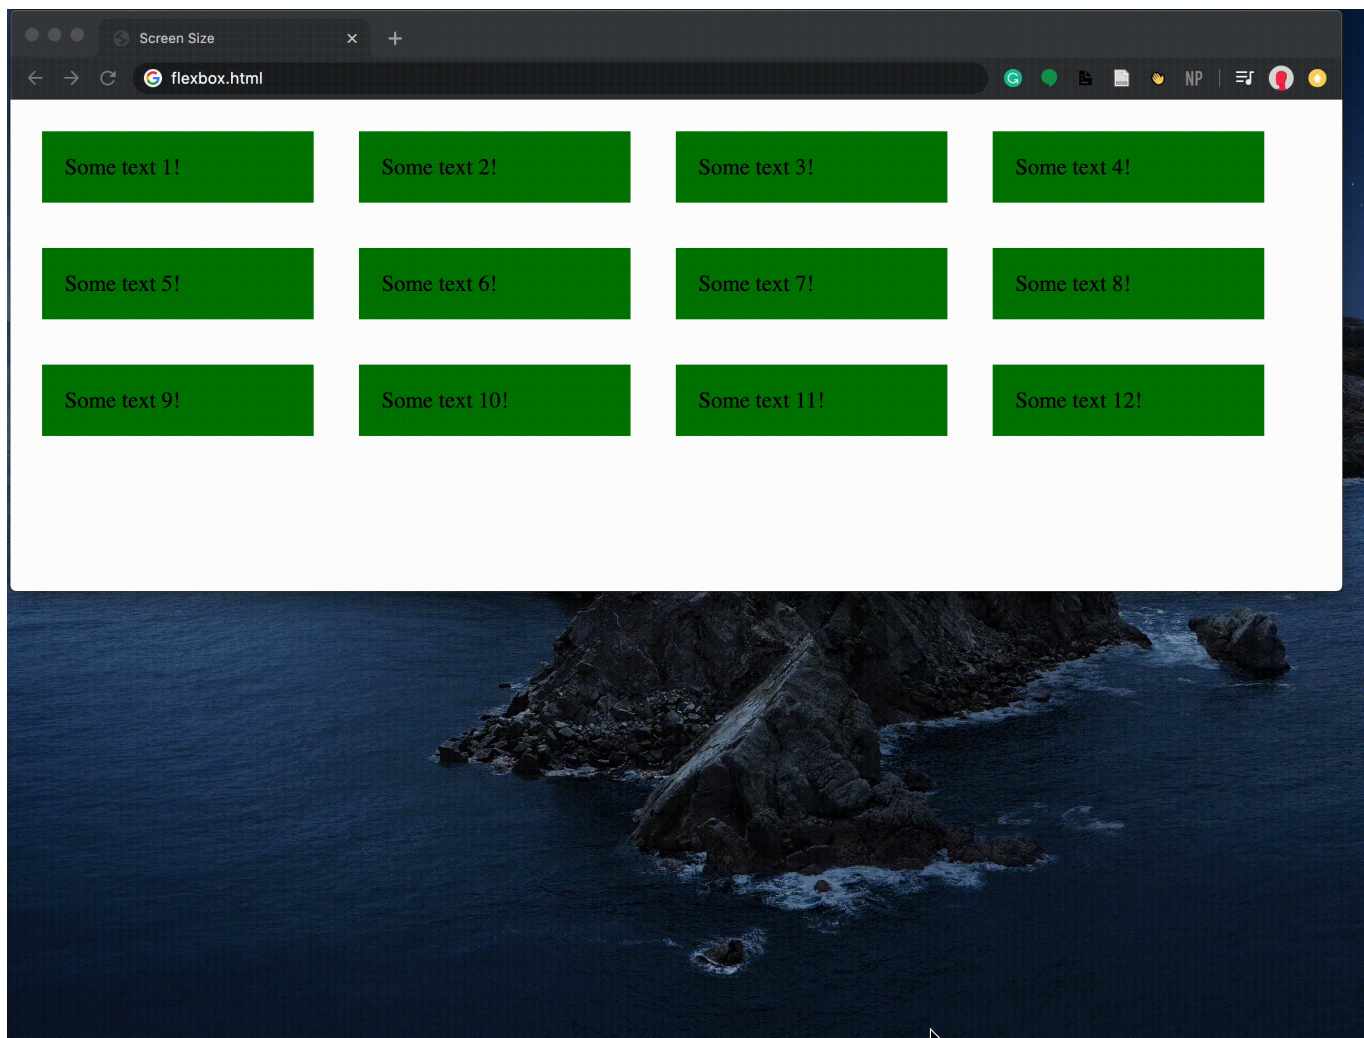 Screen Size
flexbox.html
NP
Some text 1! Some text 2! Some text 3! Some text 4!
Some text 5! Some text 6! Some text 7! Some text 8!
Some text 9! Some text 10! Some text 11! Some text 12!